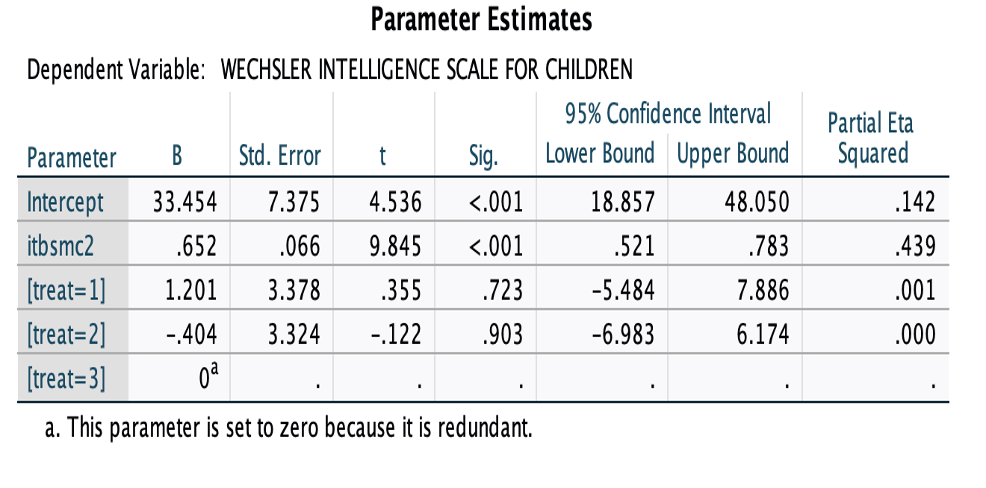 Parameter Estimates
Dependent Variable: WECHSLER INTELLIGENCE SCALE FOR CHILDREN
95% Confidence Interval
Parameter B Std. Error t Sig. Lower Bound Upper Bound Partial Eta Squared
Intercept 33.454 7.375 4.536 <.001 18.857 48.050 .142
itbsmc2 .652 .066 9.845 <.001 .521 .783 .439
[treat=1] 1.201 3.378 .355 .723 −5.484 7.886 .001
[treat=2] −.404 3.324 −.122 .903 −6.983 6.174 .000
[treat=3] 0a . . . . . .
a. This parameter is set to zero because it is redundant.